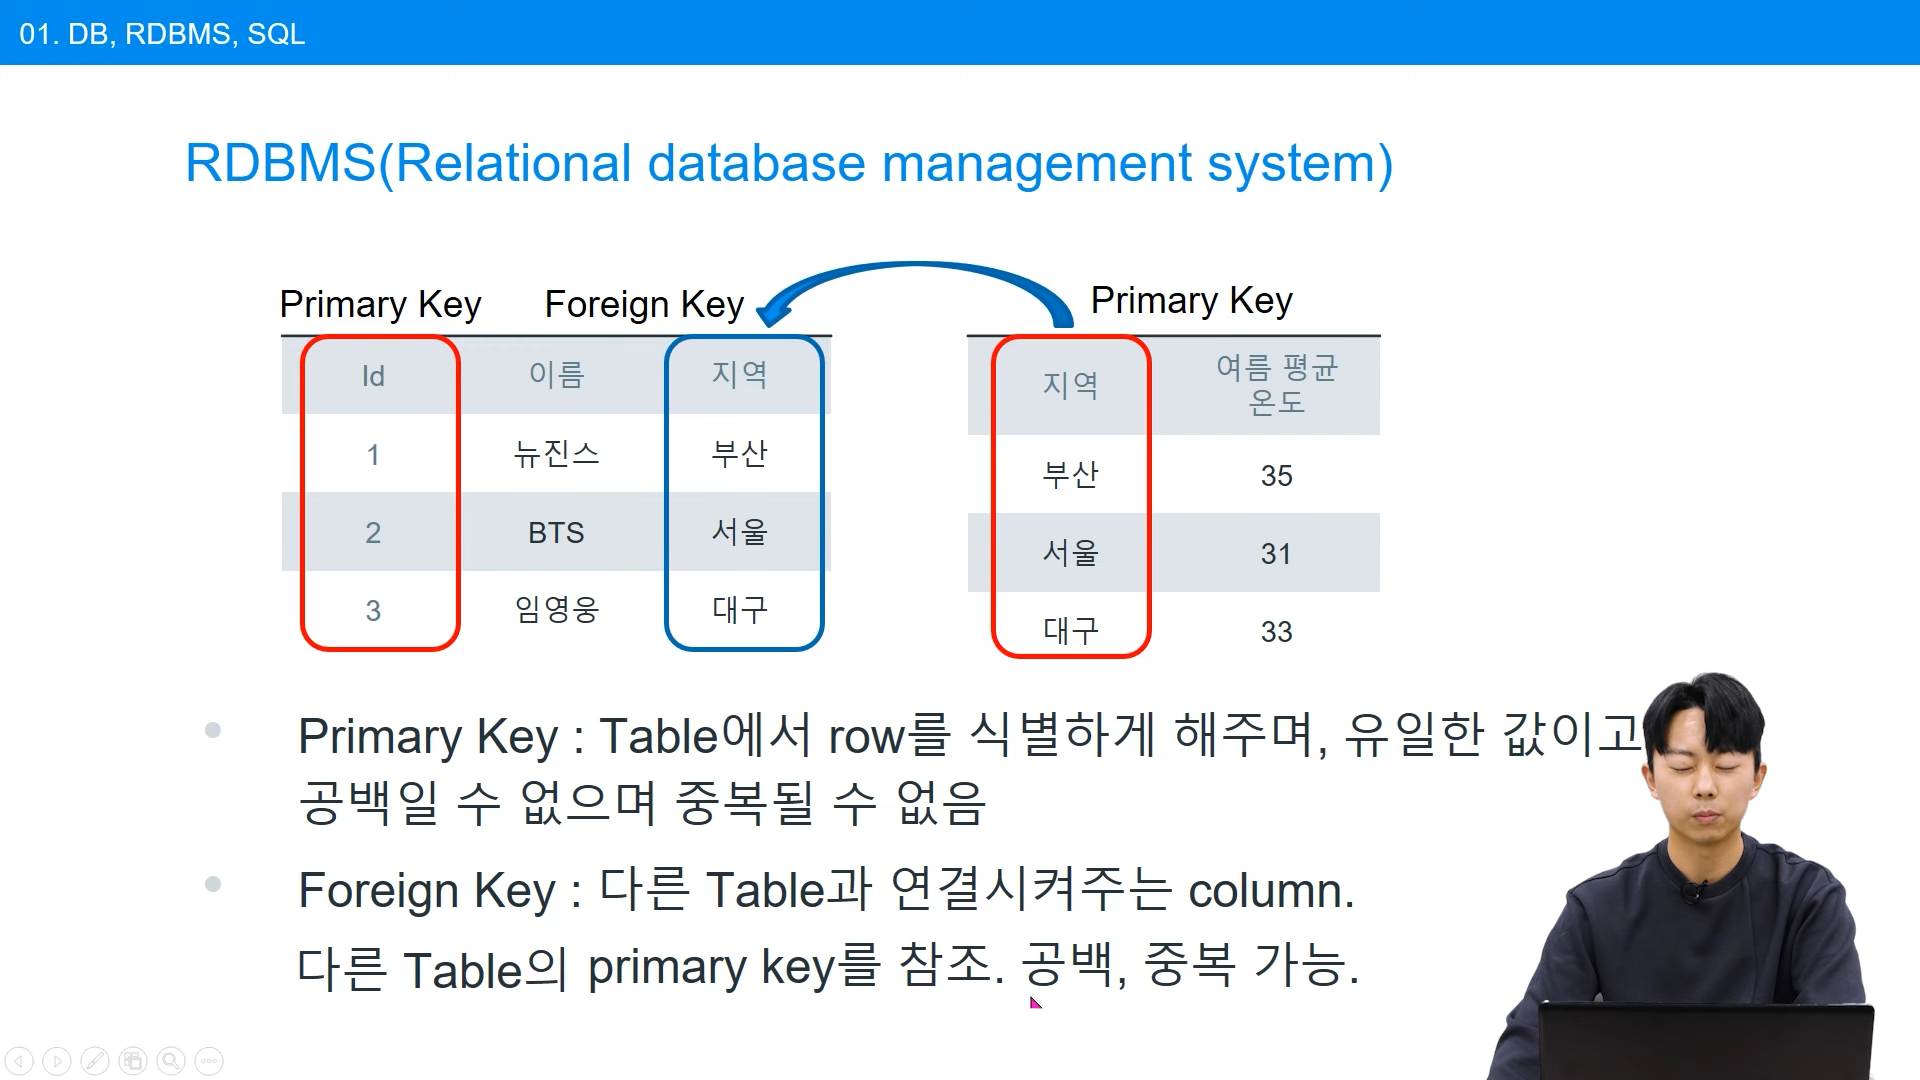 01. DB, RDBMS, SQL
RDBMS(Relational database management system)
Primary Key Foreign Key Primary Key
Id 이름 지역
1 뉴진스 부산
2 BTS 서울
3 임영웅 대구
지역 여름 평균
온도
부산 35
서울 31
대구 33
Primary Key : Table에서 row를 식별하게 해주며, 유일한 값이고
공백일 수 없으며 중복될 수 없음
Foreign Key : 다른 Table과 연결시켜주는 column.
다른 Table의 primary key를 참조. 공백, 중복 가능.